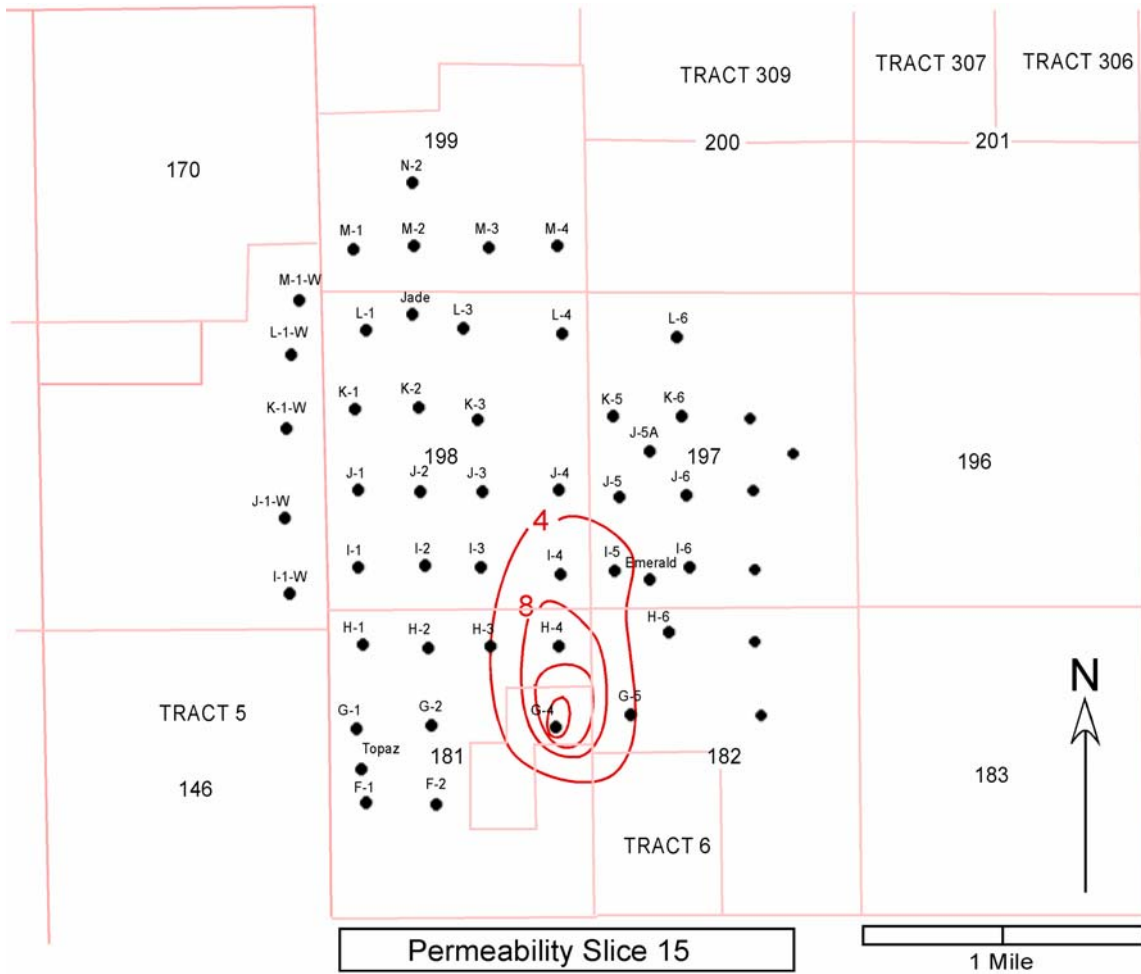 TRACT 309
TRACT 307
TRACT 306
199
200
201
170
N-2
M-1
M-2
M-3
M-4
M-1-W
Jade
L-1
L-3
L-4
L-6
L-1-W
K-1
K-2
K-3
K-5
K-6
K-1-W
J-5A
198
197
196
J-1
J-2
J-3
J-4
J-5
J-6
J-1-W
4
I-1
I-2
I-3
I-4
I-5
I-6
Emerald
I-1-W
8
H-1
H-2
H-3
H-4
H-6
N
TRACT 5
G-1
G-2
G-4
G-5
Topaz
181
182
183
146
F-1
F-2
TRACT 6
Permeability Slice 15
1 Mile